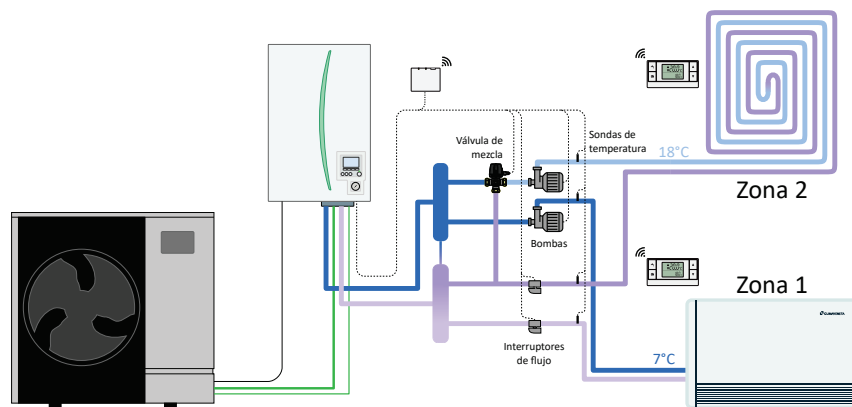 Válvula de
mezcla
Sondas de
temperatura
18°C
Zona 2
Bombas
Zona 1
Interruptores
de flujo
7°C